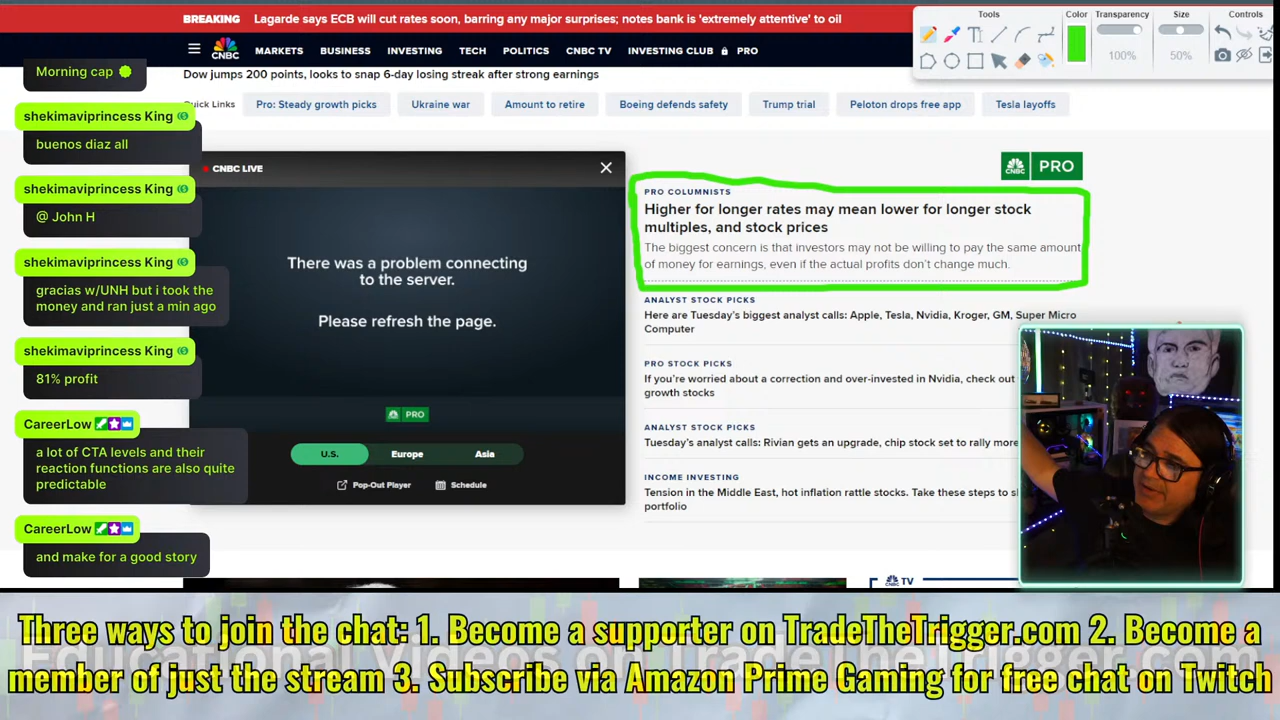 BREAKING Lagarde says ECB will cut rates soon, barring any major surprises; notes bank is 'extremely attentive' to oil
CNBC MARKETS BUSINESS INVESTING TECH POLITICS CNBC TV INVESTING CLUB PRO
Tools Color Transparency Size Controls
100% 50%
Dow jumps 200 points, looks to snap 6-day losing streak after strong earnings
Quick Links Pro: Steady growth picks Ukraine war Amount to retire Boeing defends safety Trump trial Peloton drops free app Tesla layoffs
Morning cap
shekimaviprincess King
buenos diaz all
shekimaviprincess King
@ John H
shekimaviprincess King
gracias w/UNH but i took the
money and ran just a min ago
shekimaviprincess King
81% profit
CareerLow
a lot of CTA levels and their
reaction functions are also quite
predictable
CareerLow
and make for a good story
CNBC LIVE
There was a problem connecting
to the server.
Please refresh the page.
PRO
U.S. Europe Asia
Pop-Out Player Schedule
CNBC PRO
PRO COLUMNISTS
Higher for longer rates may mean lower for longer stock
multiples, and stock prices
The biggest concern is that investors may not be willing to pay the same amount
of money for earnings, even if the actual profits don't change much.
ANALYST STOCK PICKS
Here are Tuesday's biggest analyst calls: Apple, Tesla, Nvidia, Kroger, GM, Super Micro
Computer
PRO STOCK PICKS
If you're worried about a correction and over-invested in Nvidia, check out
growth stocks
ANALYST STOCK PICKS
Tuesday's analyst calls: Rivian gets an upgrade, chip stock set to rally more
INCOME INVESTING
Tension in the Middle East, hot inflation rattle stocks. Take these steps to
portfolio
TV
Three ways to join the chat: 1. Become a supporter on TradeTheTrigger.com 2. Become a
member of just the stream 3. Subscribe via Amazon Prime Gaming for free chat on Twitch
Educational Videos on TradeTheTrigger.com